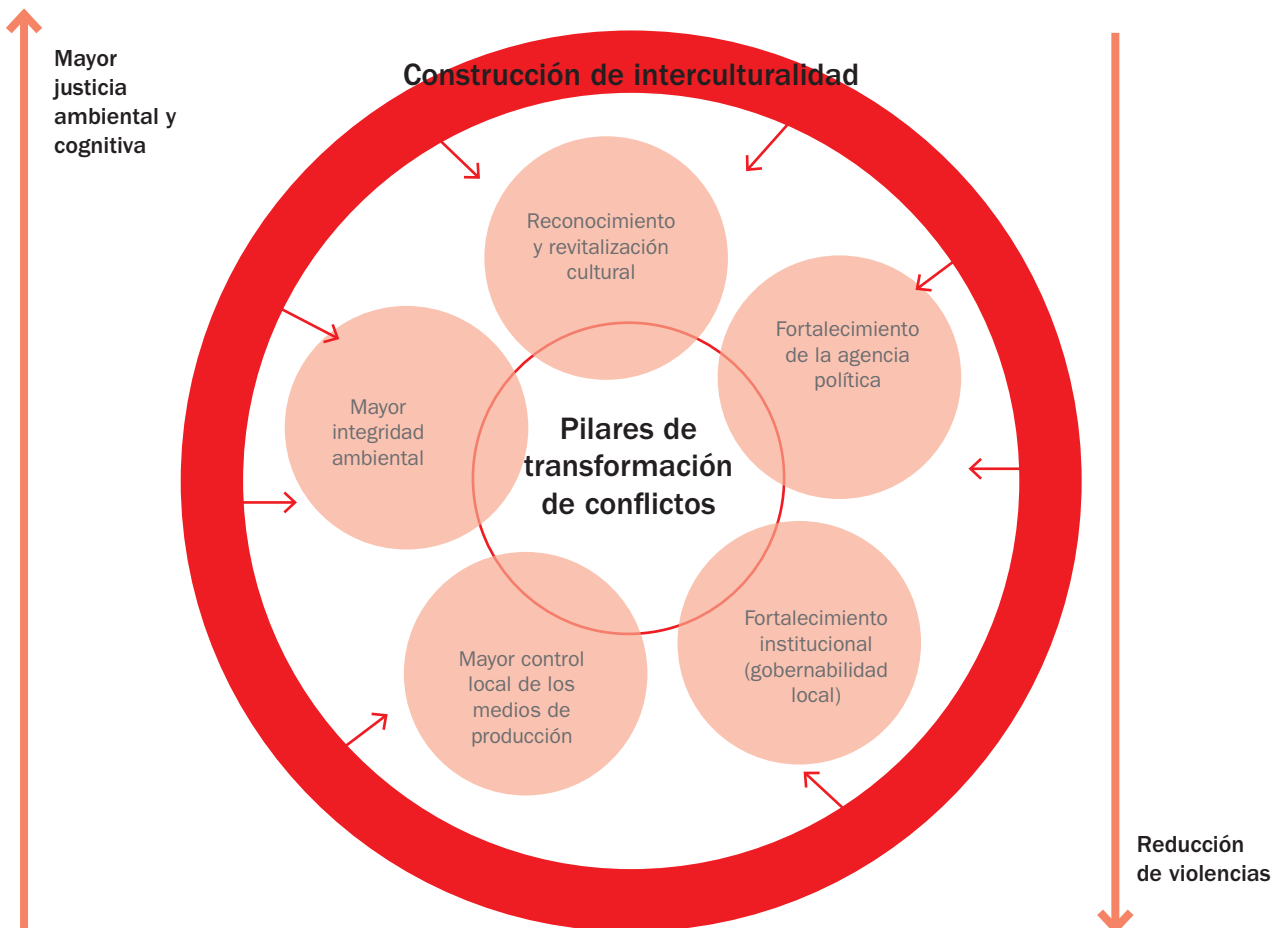 Mayor
justicia
ambiental y
cognitiva
Construcción de interculturalidad
Reconocimiento
y revitalización
cultural
Fortalecimiento
de la agencia
política
Mayor
integridad
ambiental
Pilares de
transformación
de conflictos
Fortalecimiento
institucional
(gobernabilidad
local)
Mayor control
local de los
medios de
producción
Reducción
de violencias